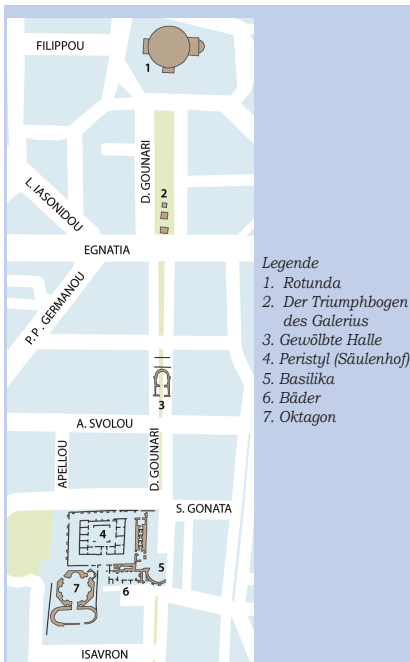 FILIPPOU
1
D. GOUNARI
L. IASONIDOU
2
EGNATIA
P.P. GERMANOU
3
A. SVOLOU
APELLOU
D. GOUNARI
S. GONATA
4
5
6
7
ISAVRON
Legende
1. Rotunda
2. Der Triumphbogen
des Galerius
3. Gewölbte Halle
4. Peristyl (Säulenhof)
5. Basilika
6. Bäder
7. Oktagon